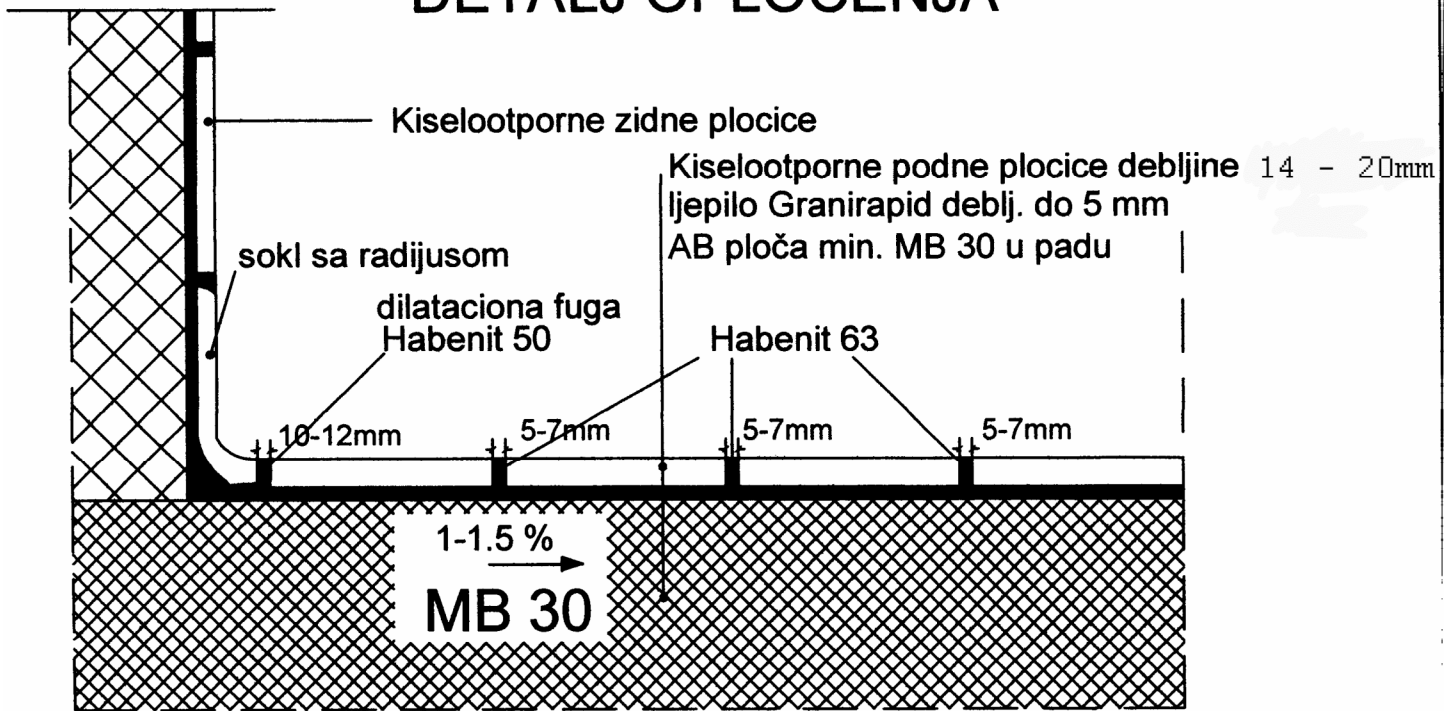 DETALJ OPLOČENJA
Kiselootporne zidne plocice
Kiselootporne podne plocice debljine 14 - 20mm
ljepilo Granirapid deblj. do 5 mm
AB ploča min. MB 30 u padu
sokl sa radijusom
dilataciona fuga
Habenit 50
Habenit 63
10-12mm
5-7mm
5-7mm
5-7mm
1-1.5 %
MB 30